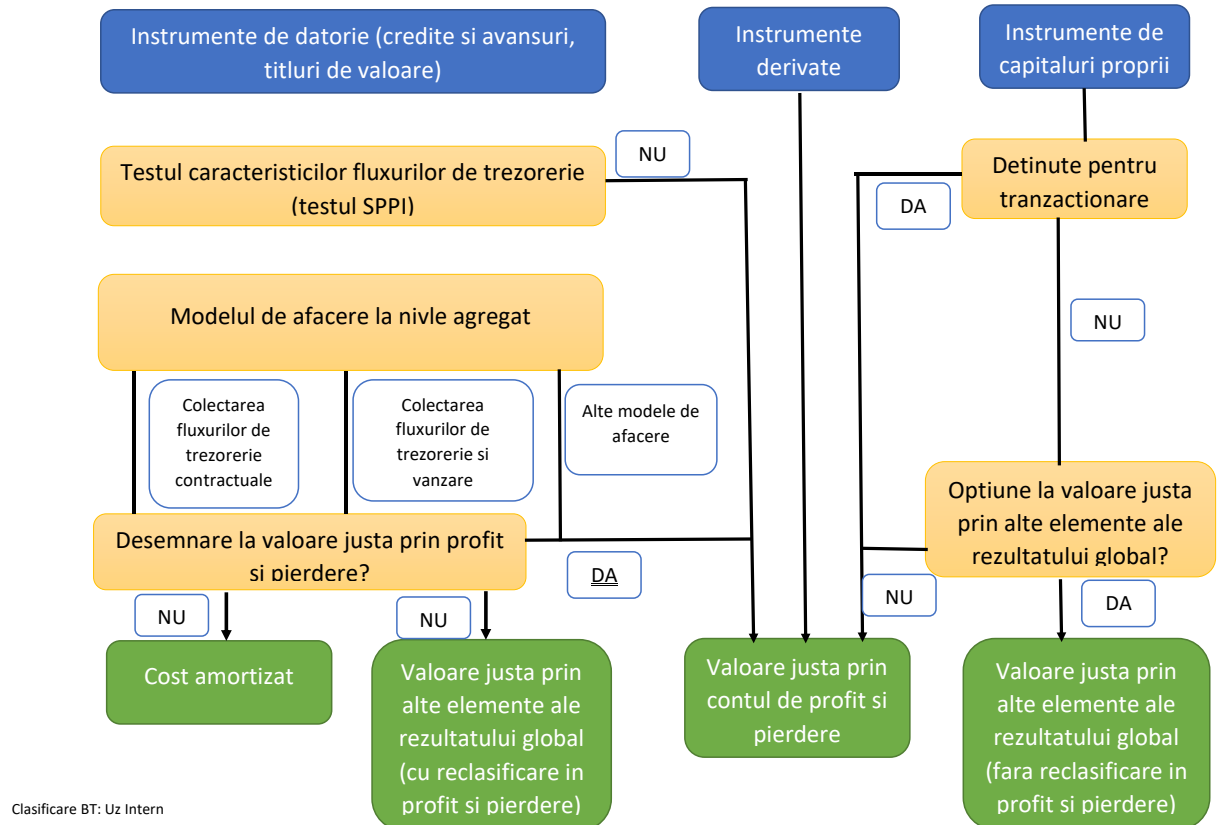 Instrumente de datorie (credite si avansuri,
titluri de valoare)
Instrumente
derivate
Instrumente de
capitaluri proprii
NU
Testul caracteristicilor fluxurilor de trezorerie
(testul SPPI)
Detinute pentru
tranzactionare
DA
Modelul de afacere la nivle agregat
NU
Colectarea
fluxurilor de
trezorerie
contractuale
Colectarea
fluxurilor de
trezorerie si
vanzare
Alte modele de
afacere
Optiune la valoare justa
prin alte elemente ale
rezultatului global?
Desemnare la valoare justa prin profit
si pierdere?
DA
NU
NU
NU
DA
Cost amortizat
Valoare justa prin
alte elemente ale
rezultatului global
(cu reclasificare in
profit si pierdere)
Valoare justa prin
contul de profit si
pierdere
Valoare justa prin
alte elemente ale
rezultatului global
(fara reclasificare in
profit si pierdere)
Clasificare BT: Uz Intern